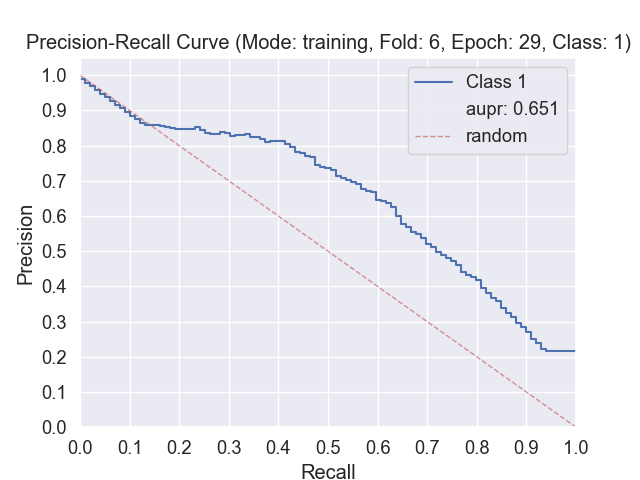 Precision-Recall Curve (Mode: training, Fold: 6, Epoch: 29, Class: 1)
Class 1
aupr: 0.651
random
Precision
1.0
0.9
0.8
0.7
0.6
0.5
0.4
0.3
0.2
0.1
0.0
0.0 0.1 0.2 0.3 0.4 0.5 0.6 0.7 0.8 0.9 1.0
Recall